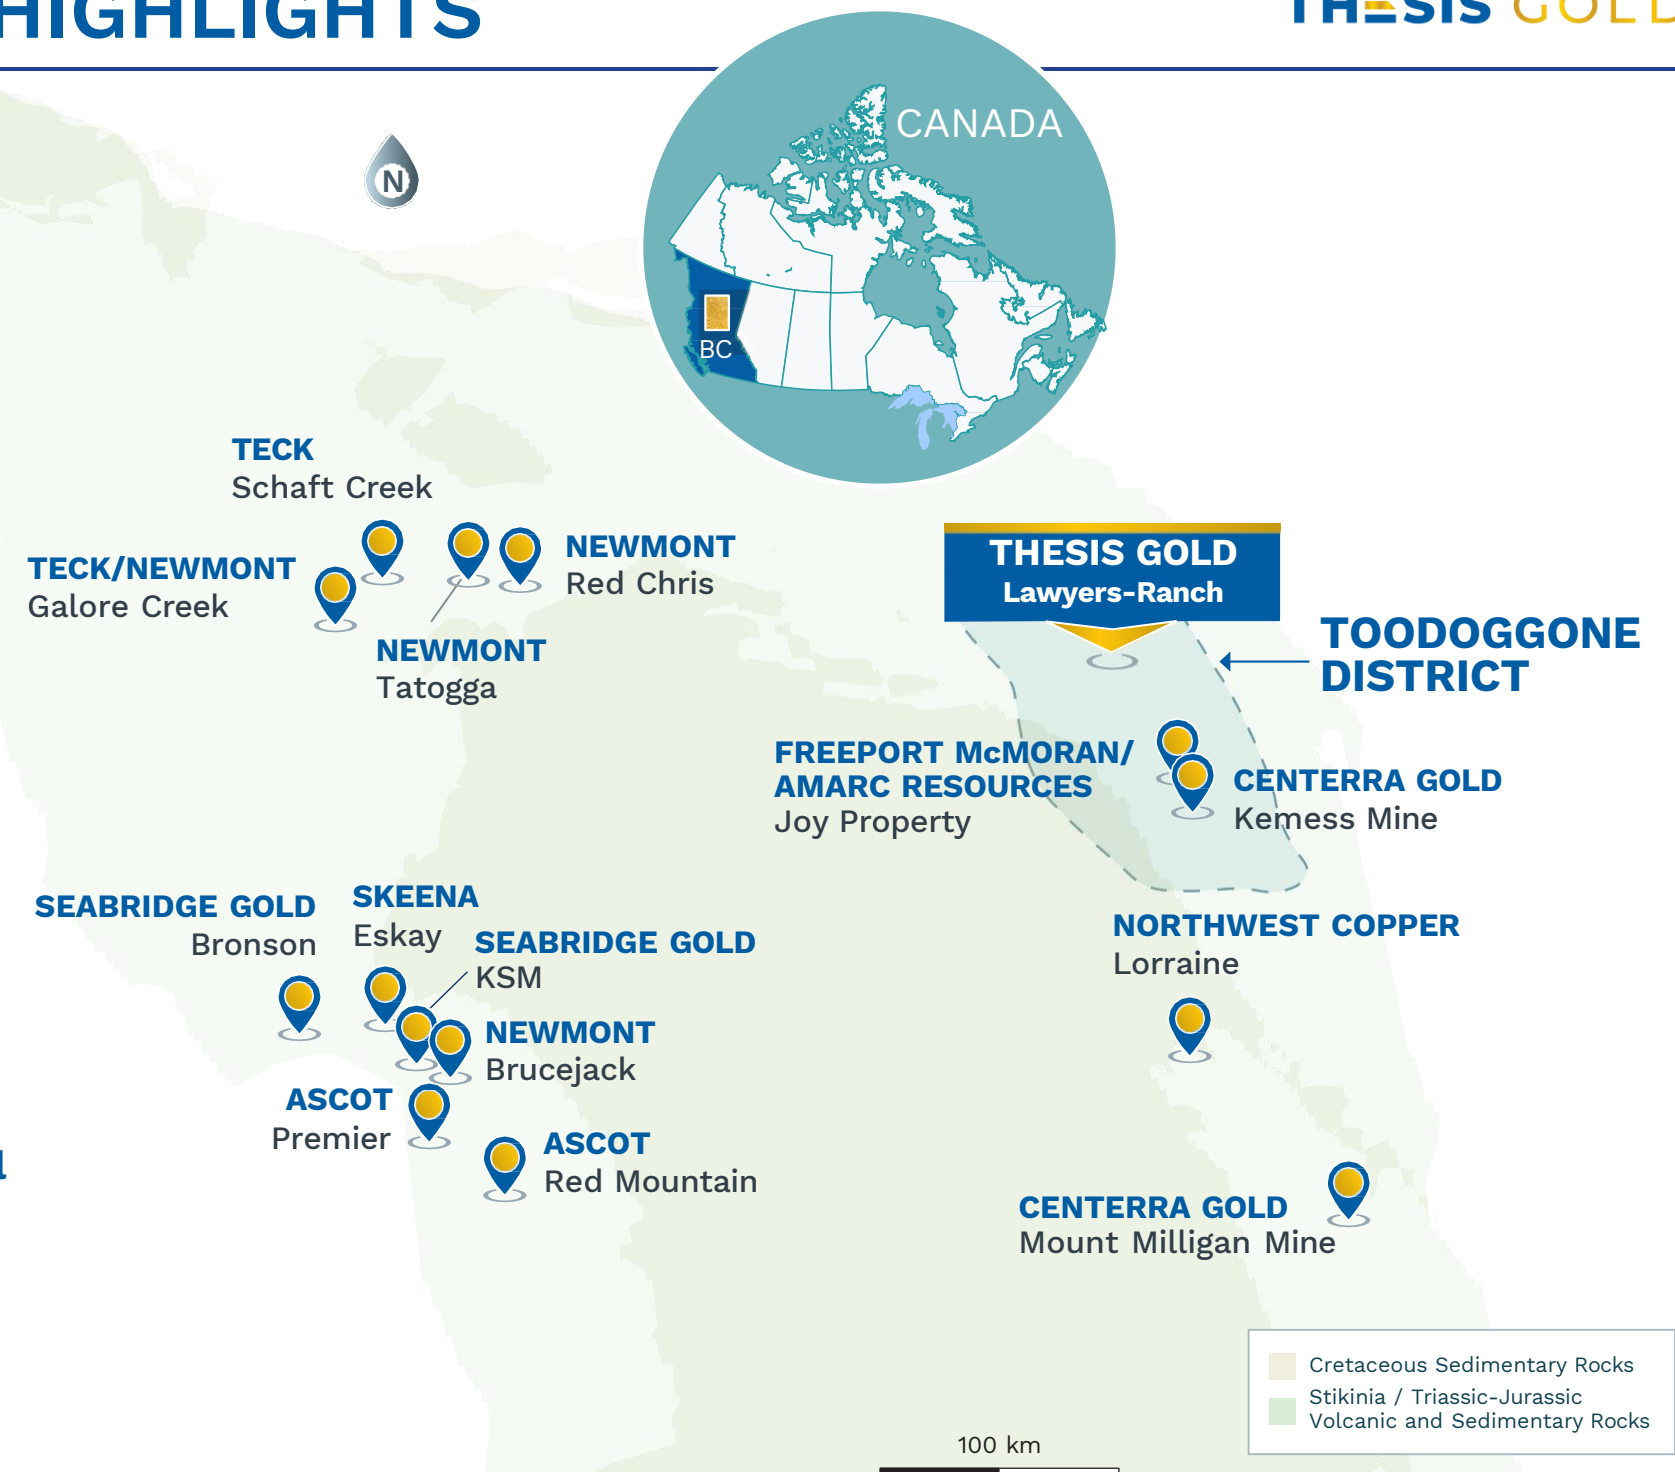 HIGHLIGHTS
THESIS GOLD
N
CANADA
BC
TECK
Schaft Creek
TECK/NEWMONT
Galore Creek
NEWMONT
Red Chris
NEWMONT
Tatogga
THESIS GOLD
Lawyers-Ranch
TOODOGGONE
DISTRICT
FREEPORT McMORAN/
AMARC RESOURCES
Joy Property
CENTERRA GOLD
Kemess Mine
SEABRIDGE GOLD
Bronson
SKEENA
Eskay
SEABRIDGE GOLD
KSM
NEWMONT
Brucejack
ASCOT
Premier
ASCOT
Red Mountain
NORTHWEST COPPER
Lorraine
CENTERRA GOLD
Mount Milligan Mine
Cretaceous Sedimentary Rocks
Stikinia / Triassic-Jurassic
Volcanic and Sedimentary Rocks
100 km